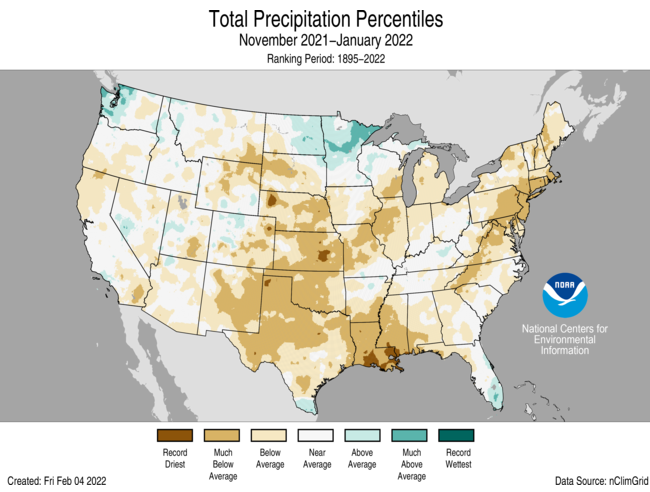 Total Precipitation Percentiles
November 2021–January 2022
Ranking Period: 1895–2022
NOAA
National Centers for
Environmental
Information
Record
Driest
Much
Below
Average
Below
Average
Near
Average
Above
Average
Much
Above
Average
Record
Wettest
Created: Fri Feb 04 2022
Data Source: nClimGrid